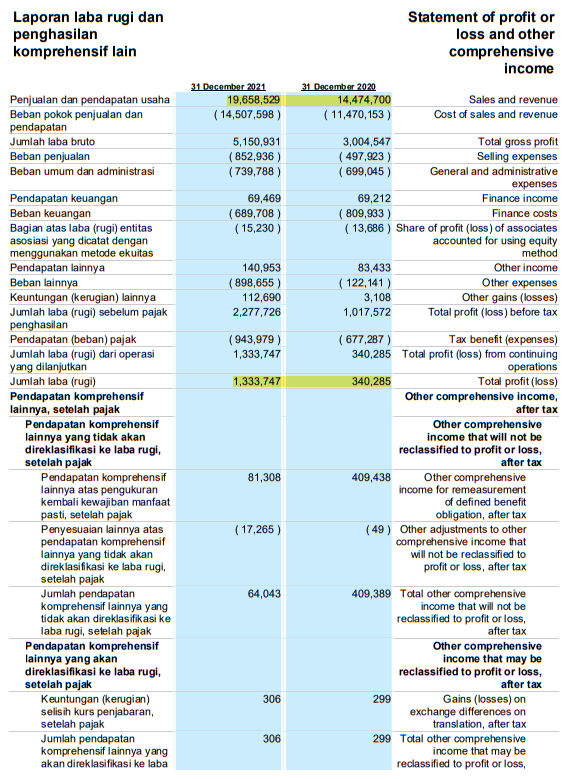 Laporan laba rugi dan
penghasilan
komprehensif lain
Statement of profit or
loss and other
comprehensive
income
31 December 2021 31 December 2020
Penjualan dan pendapatan usaha 19,658,529 14,474,700 Sales and revenue
Beban pokok penjualan dan ( 14,507,598 ) ( 11,470,153 ) Cost of sales and revenue
pendapatan
Jumlah laba bruto 5,150,931 3,004,547 Total gross profit
Beban penjualan ( 852,936 ) ( 497,923 ) Selling expenses
Beban umum dan administrasi ( 739,788 ) ( 699,045 ) General and administrative
expenses
Pendapatan keuangan 69,469 69,212 Finance income
Beban keuangan ( 689,708 ) ( 809,933 ) Finance costs
Bagian atas laba (rugi) entitas ( 15,230 ) ( 13,686 ) Share of profit (loss) of associates
asosiasi yang dicatat dengan accounted for using equity
menggunakan metode ekuitas method
Pendapatan lainnya 140,953 83,433 Other income
Beban lainnya ( 898,655 ) ( 122,141 ) Other expenses
Keuntungan (kerugian) lainnya 112,690 3,108 Other gains (losses)
Jumlah laba (rugi) sebelum pajak 2,277,726 1,017,572 Total profit (loss) before tax
penghasilan
Pendapatan (beban) pajak ( 943,979 ) ( 677,287 ) Tax benefit (expenses)
Jumlah laba (rugi) dari operasi 1,333,747 340,285 Total profit (loss) from continuing
yang dilanjutkan operations
Jumlah laba (rugi) 1,333,747 340,285 Total profit (loss)
Pendapatan komprehensif Other comprehensive income,
lainnya, setelah pajak after tax
Pendapatan komprehensif Other comprehensive
lainnya yang tidak akan income that will not be
direklasifikasi ke laba rugi, reclassified to profit or loss,
setelah pajak after tax
Pendapatan komprehensif 81,308 409,438 Other comprehensive
lainnya atas pengukuran income for remeasurement
kembali kewajiban manfaat of defined benefit
pasti, setelah pajak obligation, after tax
Penyesuaian lainnya atas ( 17,265 ) ( 49 ) Other adjustments to other
pendapatan komprehensif comprehensive income that
lainnya yang tidak akan will not be reclassified to
direklasifikasi ke laba rugi, profit or loss, after tax
setelah pajak
Jumlah pendapatan 64,043 409,389 Total other comprehensive
komprehensif lainnya yang income that will not be
tidak akan direklasifikasi ke reclassified to profit or loss,
laba rugi, setelah pajak after tax
Pendapatan komprehensif Other comprehensive
lainnya yang akan income that may be
direklasifikasi ke laba rugi, reclassified to profit or loss,
setelah pajak after tax
Keuntungan (kerugian) 306 299 Gains (losses) on
selisih kurs penjabaran, exchange differences on
setelah pajak translation, after tax
Jumlah pendapatan 306 299 Total other comprehensive
komprehensif lainnya yang income that may be
akan direklasifikasi ke laba reclassified to profit or loss,